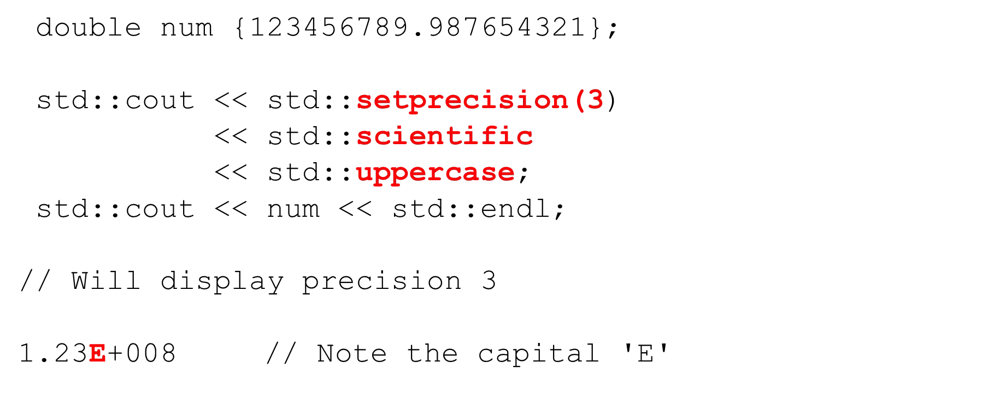 double num {123456789.987654321};
std::cout << std::setprecision(3)
<< std::scientific
<< std::uppercase;
std::cout << num << std::endl;
// Will display precision 3
1.23E+008 // Note the capital 'E'